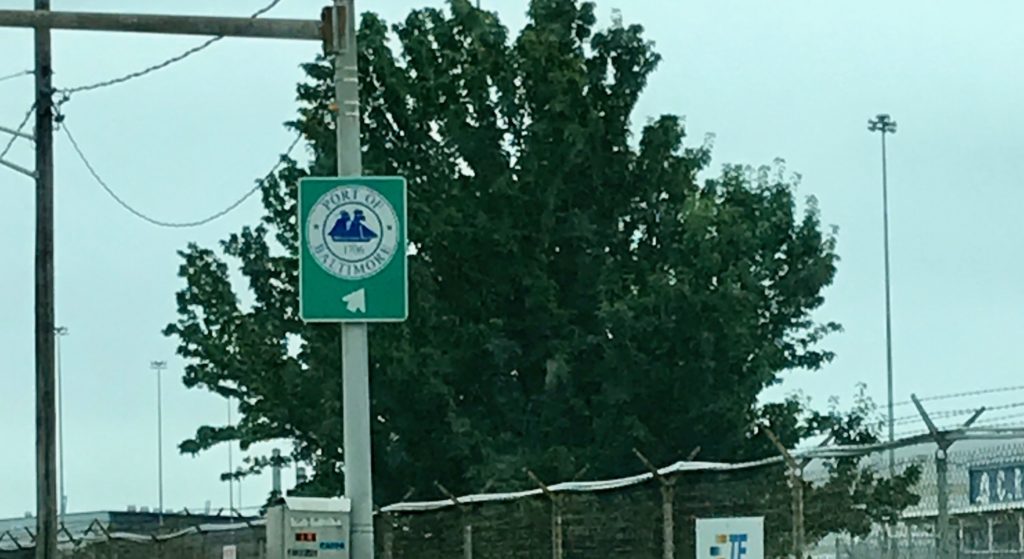 PORT OF
1706
BALTIMORE